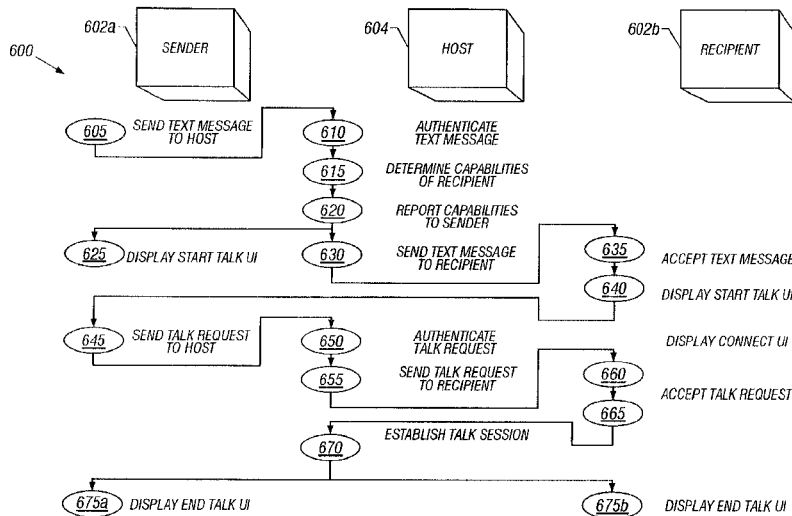 602a
SENDER
604
HOST
602b
RECIPIENT
600
605
SEND TEXT MESSAGE
TO HOST
610
AUTHENTICATE
TEXT MESSAGE
615
DETERMINE CAPABILITIES
OF RECIPIENT
620
REPORT CAPABILITIES
TO SENDER
625
DISPLAY START TALK UI
630
SEND TEXT MESSAGE
TO RECIPIENT
635
ACCEPT TEXT MESSAGE
640
DISPLAY START TALK UI
645
SEND TALK REQUEST
TO HOST
650
AUTHENTICATE
TALK REQUEST
DISPLAY CONNECT UI
655
SEND TALK REQUEST
TO RECIPIENT
660
ACCEPT TALK REQUEST
665
670
ESTABLISH TALK SESSION
675a
DISPLAY END TALK UI
675b
DISPLAY END TALK UI